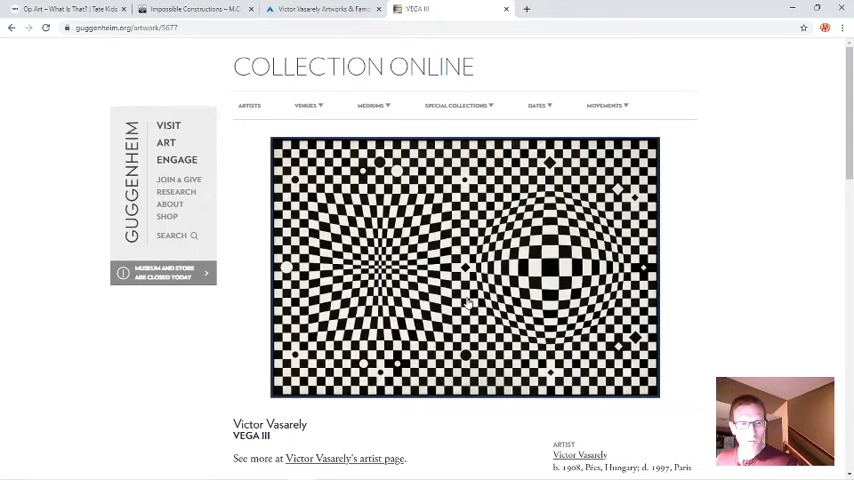 Op Art – What Is That? | Tate Kids
Impossible Constructions – M.C.
Victor Vasarely Artworks & Famo
VEGA III
guggenheim.org/artwork/5677
COLLECTION ONLINE
ARTISTS VENUES MEDIUMS SPECIAL COLLECTIONS DATES MOVEMENTS
GUGGENHEIM
VISIT
ART
ENGAGE
JOIN & GIVE
RESEARCH
ABOUT
SHOP
SEARCH
MUSEUM AND STORE
ARE CLOSED TODAY
Victor Vasarely
VEGA III
See more at Victor Vasarely's artist page.
ARTIST
Victor Vasarely
b. 1908, Pécs, Hungary; d. 1997, Paris